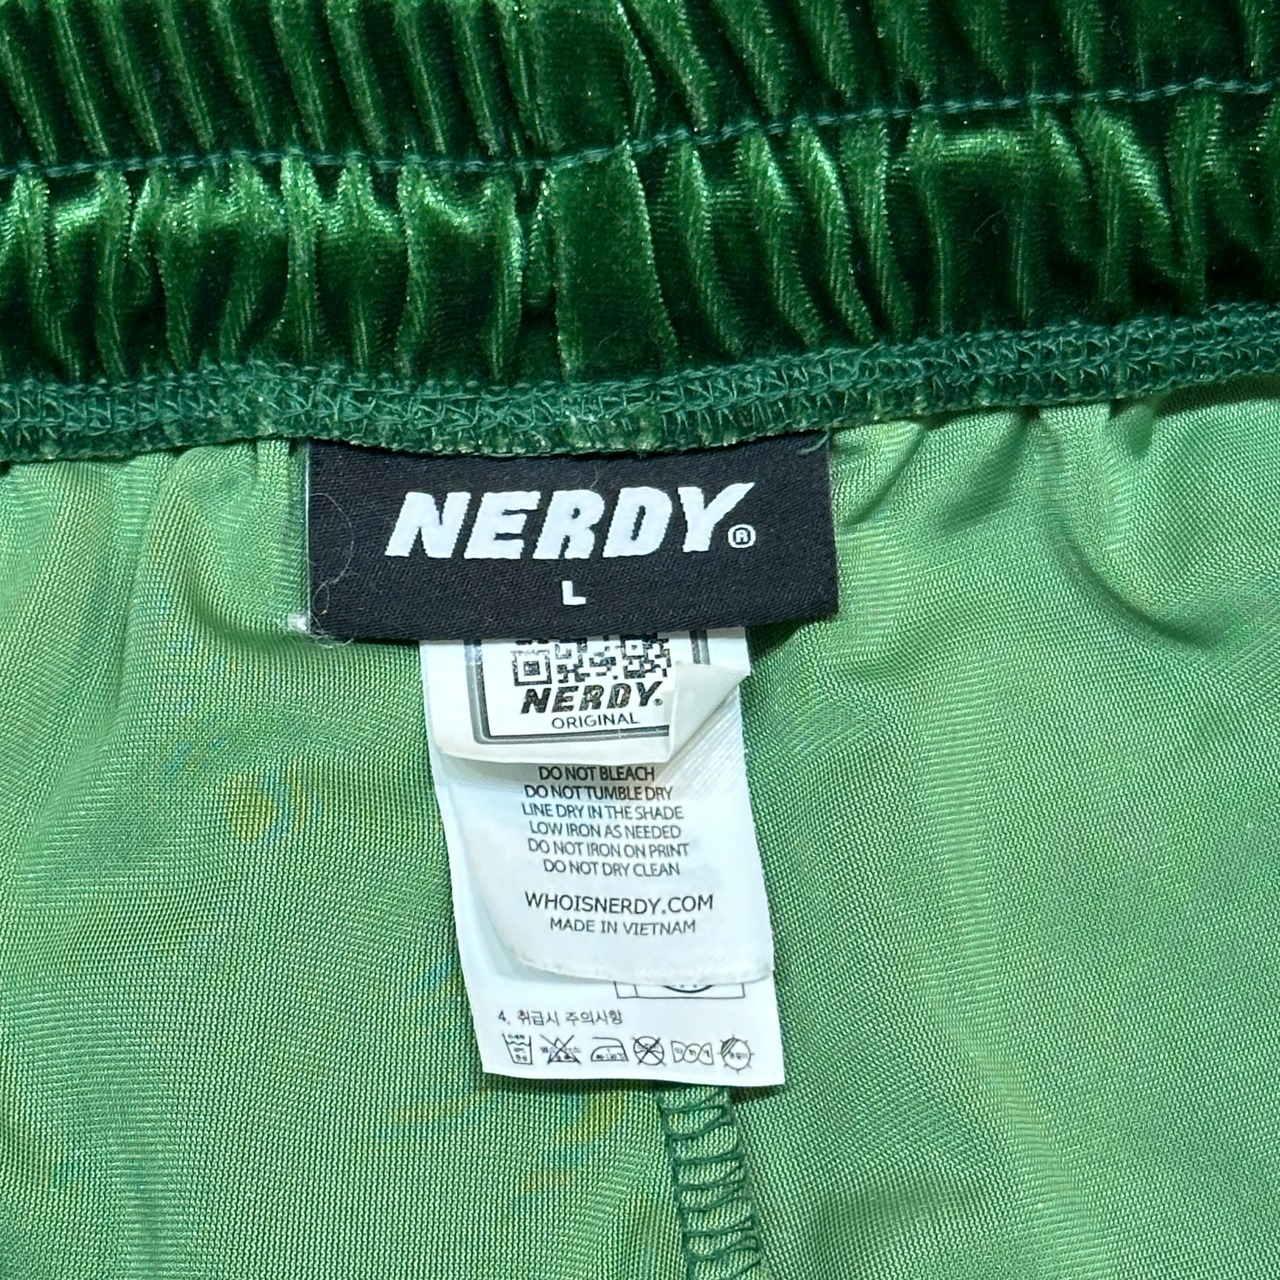 NERDY®
L
NERDY®
ORIGINAL
DO NOT BLEACH
DO NOT TUMBLE DRY
LINE DRY IN THE SHADE
LOW IRON AS NEEDED
DO NOT IRON ON PRINT
DO NOT DRY CLEAN
WHOISNERDY.COM
MADE IN VIETNAM
4. 취급시 주의사항